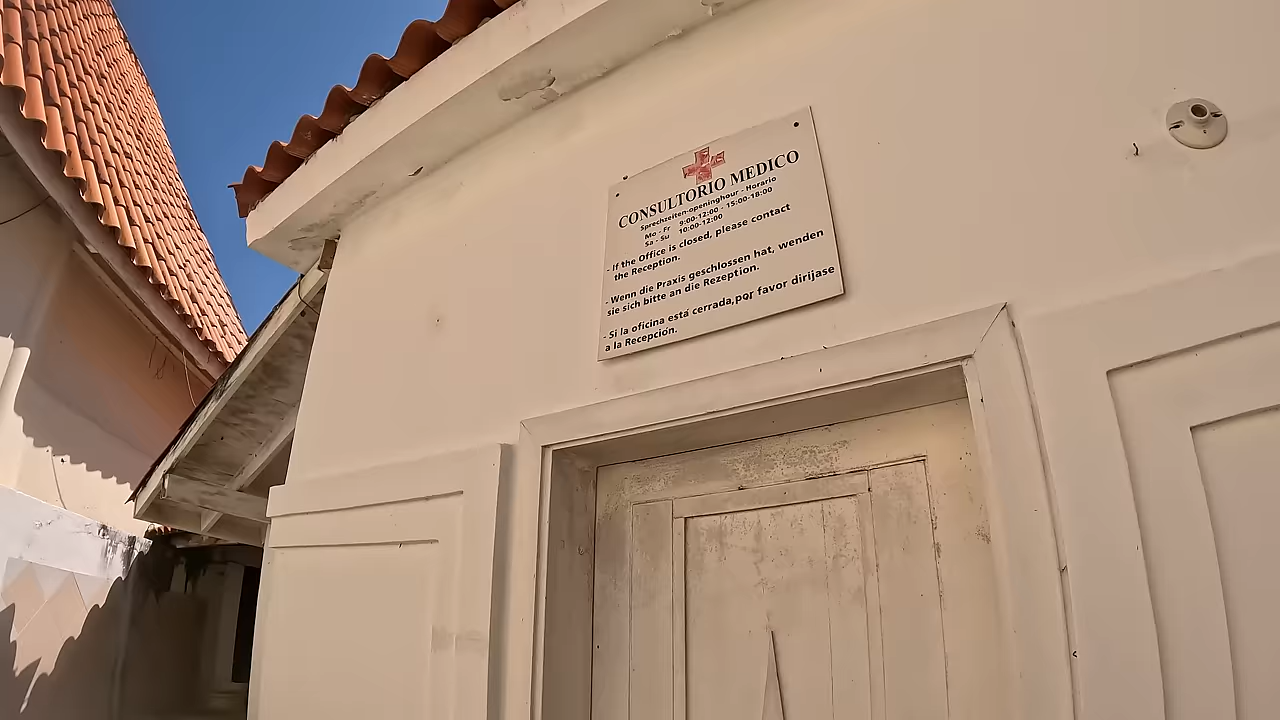 CONSULTORIO MEDICO
Sprechzeiten-openinghour - Horario
Mo - Fr 9:00-12:00 - 15:00-18:00
Sa - Su 10:00-12:00
- If the Office is closed, please contact
the Reception.
- Wenn die Praxis geschlossen hat, wenden
sie sich bitte an die Rezeption.
- Si la oficina está cerrada,por favor dirijase
a la Recepción.